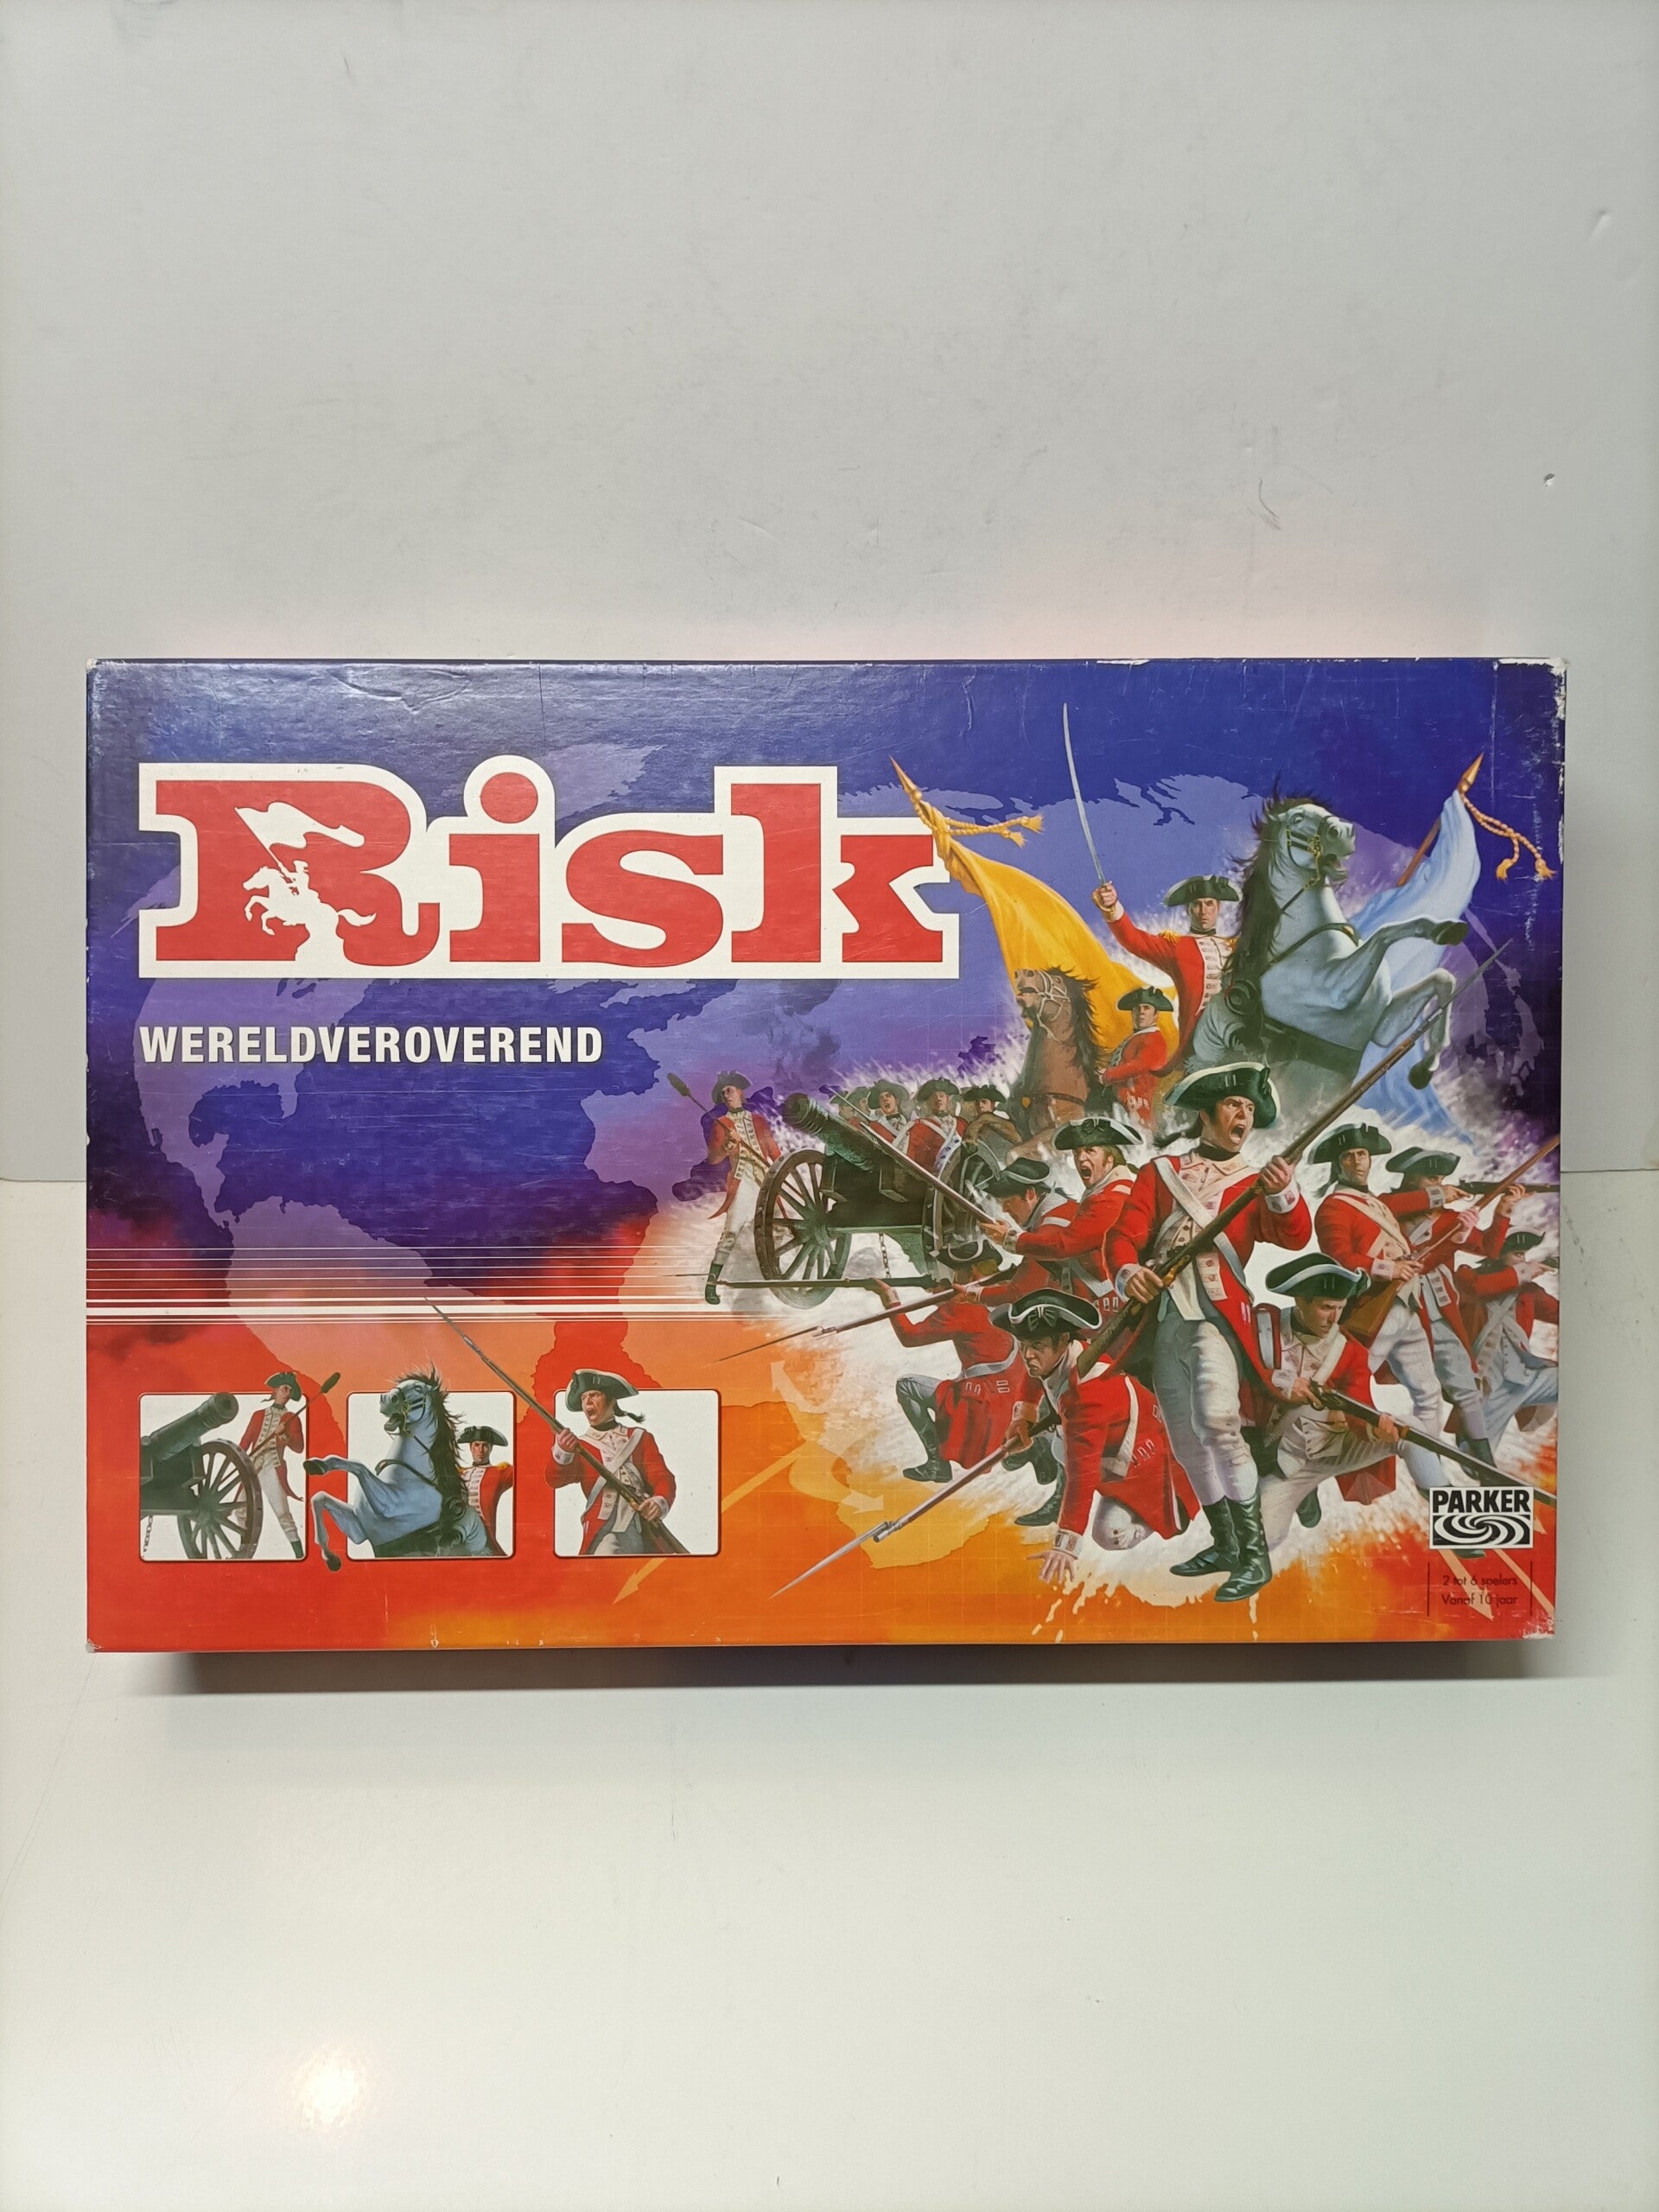 Risk
WERELDVEROVEREND
PARKER
2 tot 6 spelers
Vanaf 10 jaar